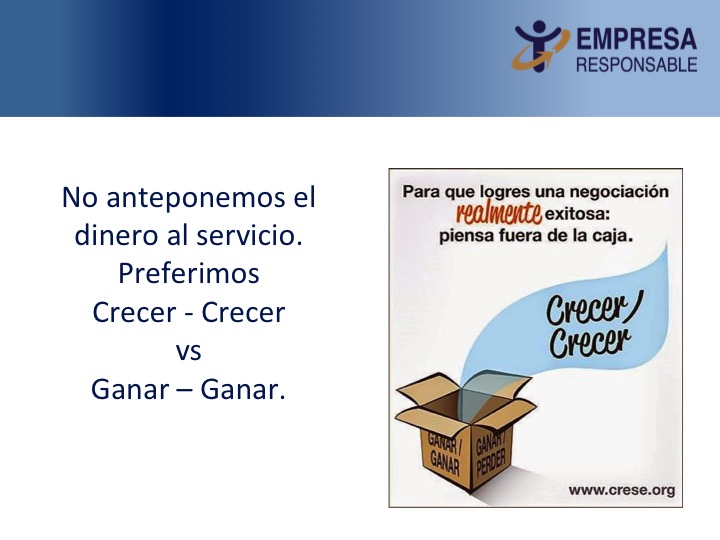 EMPRESA
RESPONSABLE
No anteponemos el
dinero al servicio.
Preferimos
Crecer - Crecer
vs
Ganar – Ganar.
Para que logres una negociación
realmente exitosa:
piensa fuera de la caja.
Crecer/
Crecer
GANAR/
GANAR
GANAR/
PERDER
www.crese.org